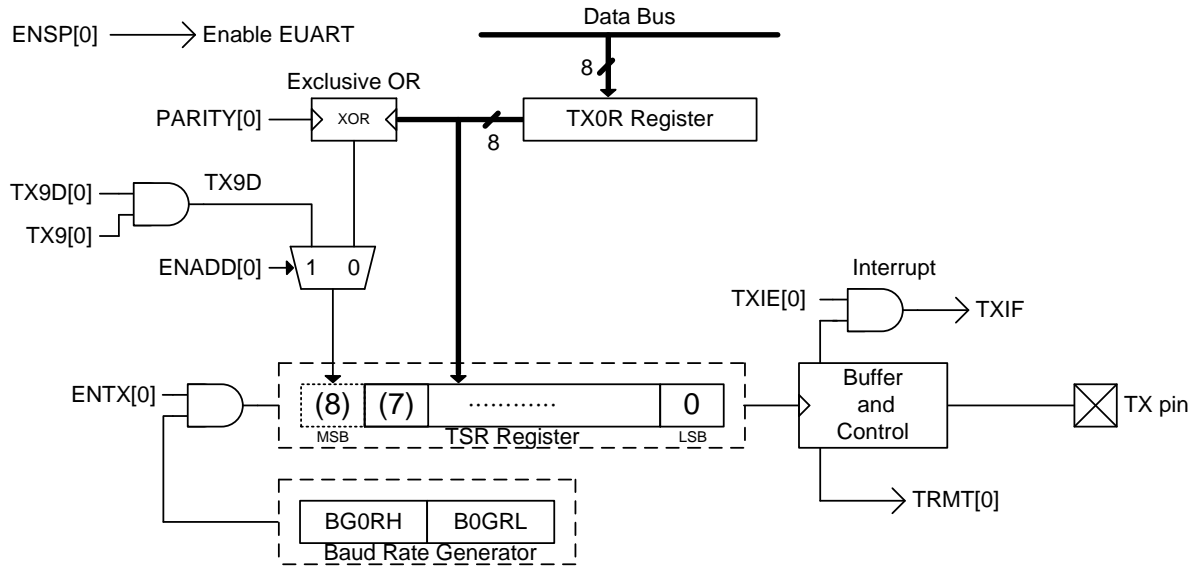 Data Bus
ENSP[0]
Enable EUART
8
Exclusive OR
PARITY[0]
XOR
8
TX0R Register
TX9D[0]
TX9D
TX9[0]
ENADD[0]
1
0
Interrupt
TXIE[0]
TXIF
ENTX[0]
(8)
(7)
............
0
MSB
TSR Register
LSB
Buffer
and
Control
TX pin
TRMT[0]
BG0RH
B0GRL
Baud Rate Generator